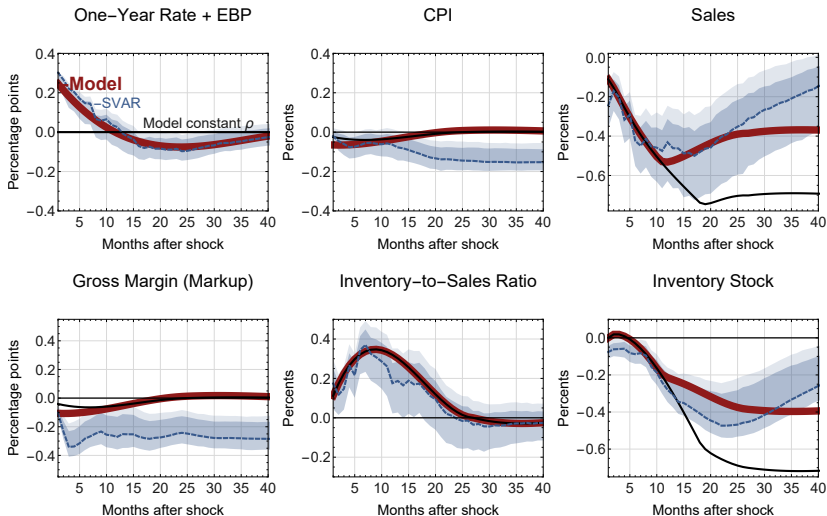 One−Year Rate + EBP
CPI
Sales
Percentage points
0.4
0.2
0.0
−0.2
−0.4
Model
−SVAR
Model constant ρ
5 10 15 20 25 30 35 40
Months after shock
Percents
0.4
0.2
0.0
−0.2
−0.4
5 10 15 20 25 30 35 40
Months after shock
Percents
0.0
−0.2
−0.4
−0.6
5 10 15 20 25 30 35 40
Months after shock
Gross Margin (Markup)
Inventory−to−Sales Ratio
Inventory Stock
Percentage points
0.4
0.2
0.0
−0.2
−0.4
5 10 15 20 25 30 35 40
Months after shock
Percents
0.4
0.2
0.0
−0.2
5 10 15 20 25 30 35 40
Months after shock
Percents
0.0
−0.2
−0.4
−0.6
5 10 15 20 25 30 35 40
Months after shock